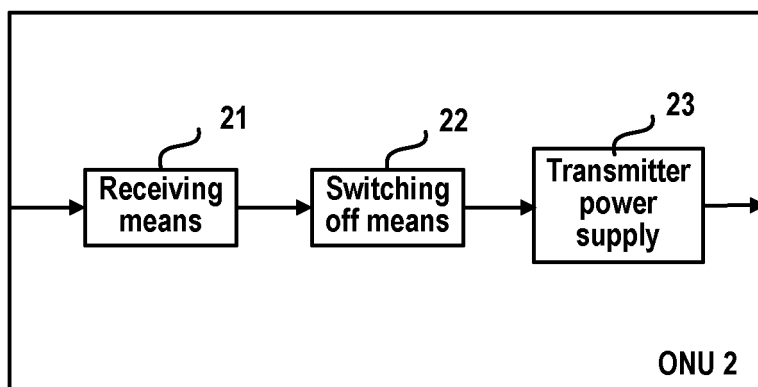 21
Receiving
means
22
Switching
off means
23
Transmitter
power
supply
ONU 2